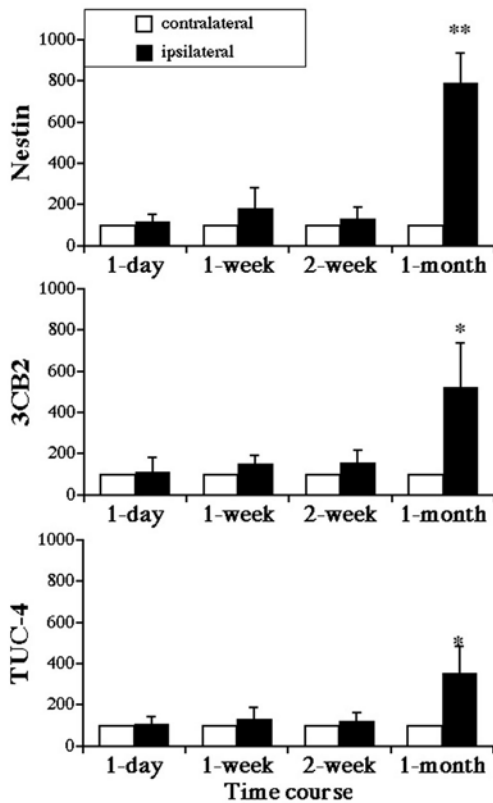 contralateral
ipsilateral
Nestin
1000
800
600
400
200
0
**
1-day 1-week 2-week 1-month
3CB2
1000
800
600
400
200
0
*
1-day 1-week 2-week 1-month
TUC-4
1000
800
600
400
200
0
*
1-day 1-week 2-week 1-month
Time course